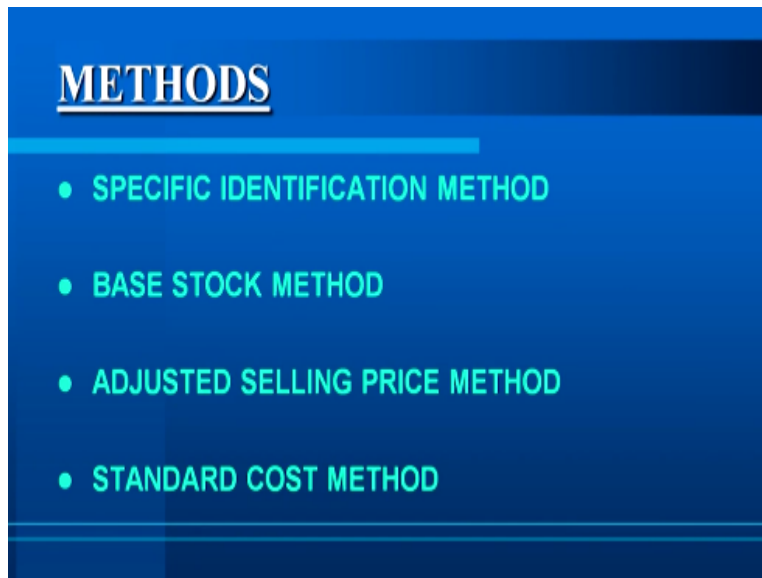 METHODS
SPECIFIC IDENTIFICATION METHOD
BASE STOCK METHOD
ADJUSTED SELLING PRICE METHOD
STANDARD COST METHOD